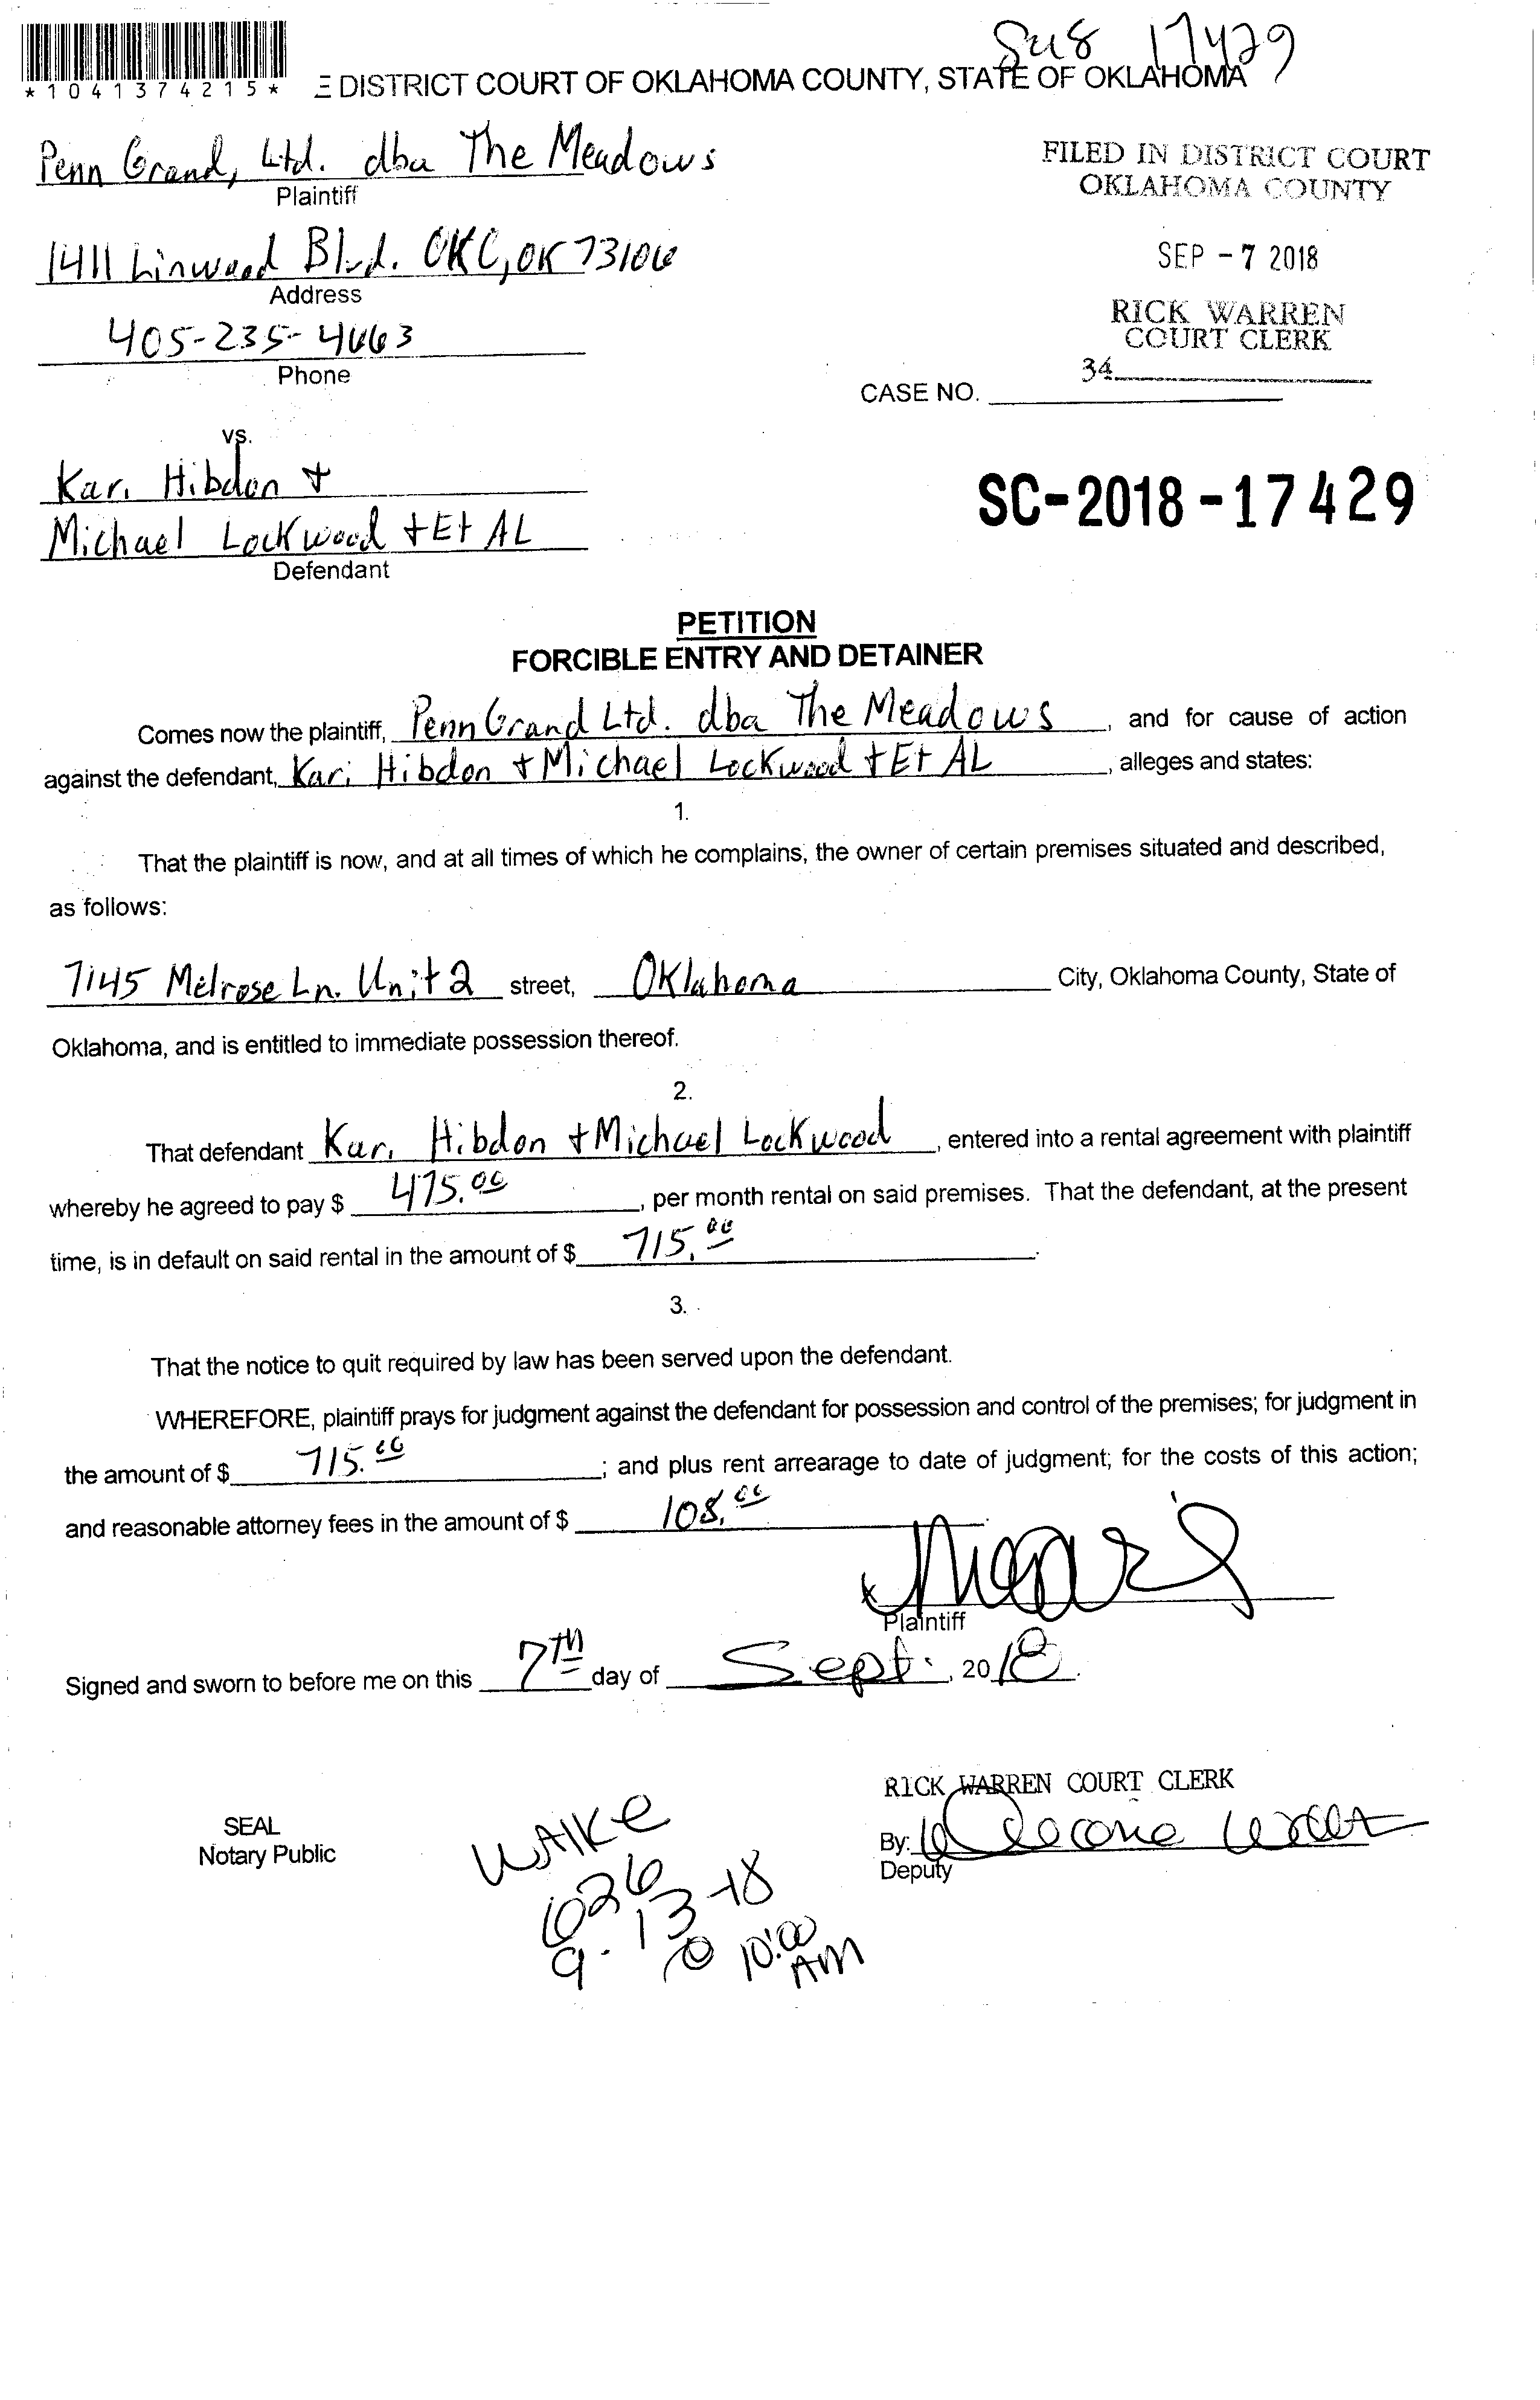 17429
*1041374215*
DISTRICT COURT OF OKLAHOMA COUNTY, STATE OF OKLAHOMA
Penn Grand, Ltd. dba The Meadows
Plaintiff
FILED IN DISTRICT COURT
OKLAHOMA COUNTY
1411 Linwood Blvd. OKC, OK 73106
Address
SEP - 7 2018
405-235-4663
Phone
RICK WARREN
COURT CLERK
34
CASE NO.
vs.
Kari Hibdon +
Michael Lockwood + Et AL
Defendant
SC-2018-17429
PETITION
FORCIBLE ENTRY AND DETAINER
Comes now the plaintiff, Penn Grand Ltd. dba The Meadows, and for cause of action
against the defendant, Kari Hibdon + Michael Lockwood + Et AL, alleges and states:
1.
That the plaintiff is now, and at all times of which he complains, the owner of certain premises situated and described,
as follows:
7145 Melrose Ln. Unit 2 street, Oklahoma City, Oklahoma County, State of
Oklahoma, and is entitled to immediate possession thereof.
2.
That defendant Kari Hibdon + Michael Lockwood, entered into a rental agreement with plaintiff
whereby he agreed to pay $ 475.00, per month rental on said premises. That the defendant, at the present
time, is in default on said rental in the amount of $ 715.00.
3.
That the notice to quit required by law has been served upon the defendant.
WHEREFORE, plaintiff prays for judgment against the defendant for possession and control of the premises; for judgment in
the amount of $ 715.00; and plus rent arrearage to date of judgment; for the costs of this action;
and reasonable attorney fees in the amount of $ 108.00.
x
Plaintiff
Signed and sworn to before me on this 7TH day of Sept., 2018.
RICK WARREN COURT CLERK
SEAL
Notary Public
By:
Deputy
WAIKE
1026
9-13-18
@ 10:00
AM